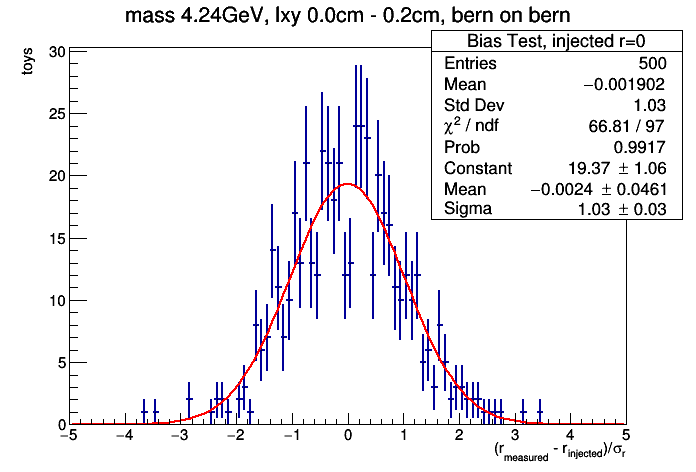 mass 4.24GeV, lxy 0.0cm - 0.2cm, bern on bern
toys
Bias Test, injected r=0
Entries 500
Mean −0.001902
Std Dev 1.03
χ² / ndf 66.81 / 97
Prob 0.9917
Constant 19.37 ± 1.06
Mean −0.0024 ± 0.0461
Sigma 1.03 ± 0.03
30
25
20
15
10
5
0
−5 −4 −3 −2 −1 0 1 2 3 4 5
(r_measured - r_injected)/σ_r